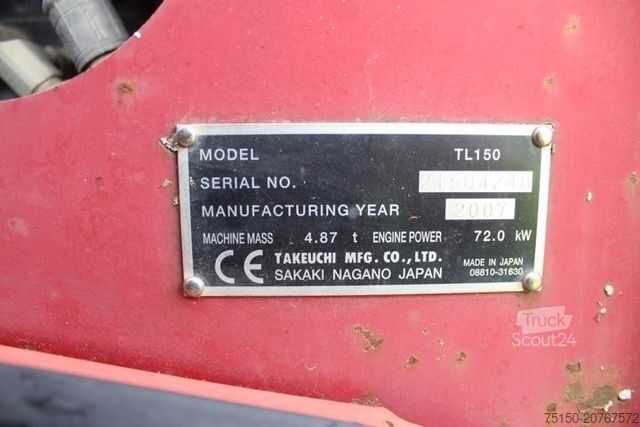 MODEL TL150
SERIAL NO. 21504248
MANUFACTURING YEAR 2007
MACHINE MASS 4.87 t ENGINE POWER 72.0 kW
CE TAKEUCHI MFG. CO., LTD. MADE IN JAPAN
SAKAKI NAGANO JAPAN 08810-31630
Truck
Scout24
75150-20767572